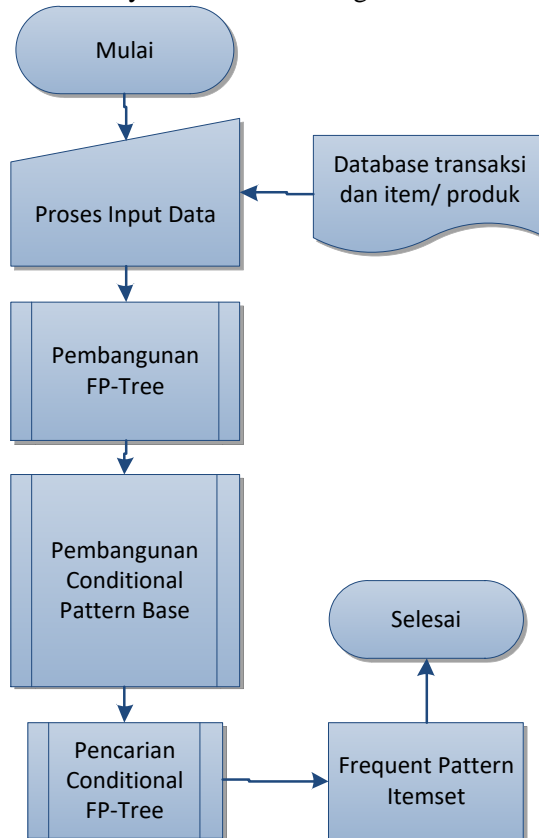 Mulai
Proses Input Data
Database transaksi
dan item/ produk
Pembangunan
FP-Tree
Pembangunan
Conditional
Pattern Base
Pencarian
Conditional
FP-Tree
Frequent Pattern
Itemset
Selesai